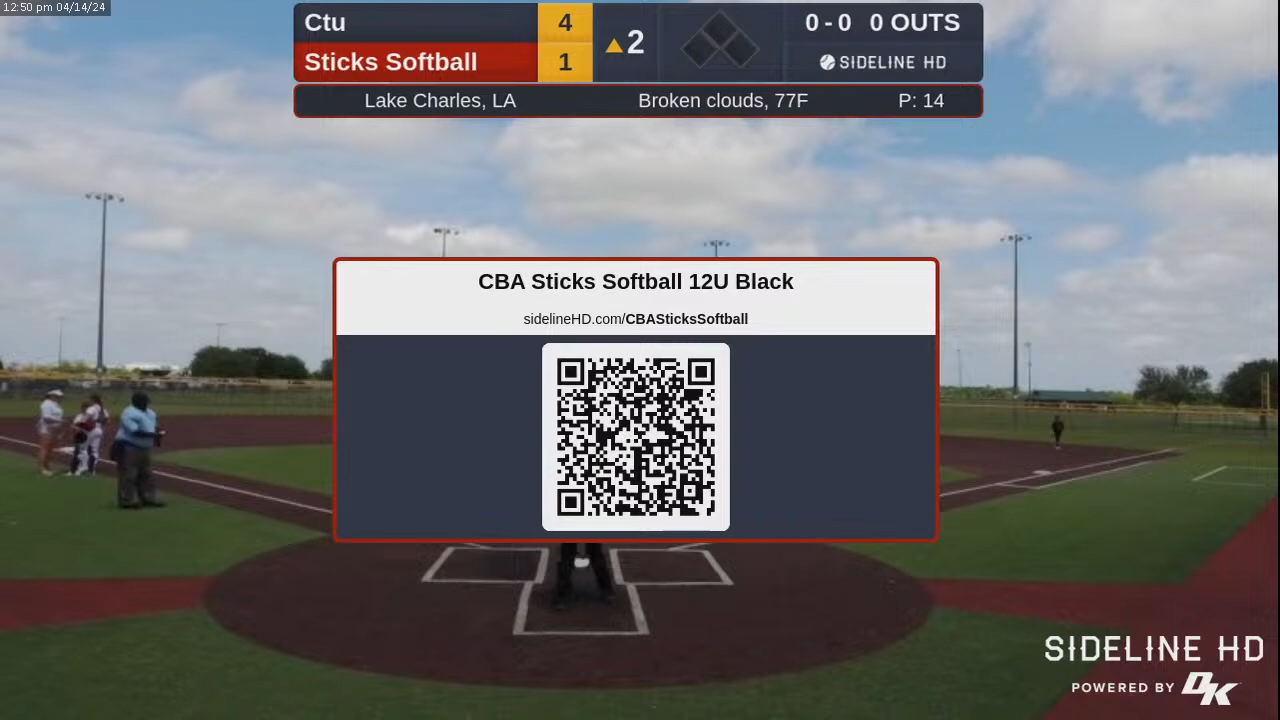 12:50 pm 04/14/24
Ctu 4
Sticks Softball 1
2
0 - 0 0 OUTS
SIDELINE HD
Lake Charles, LA Broken clouds, 77F P: 14
CBA Sticks Softball 12U Black
sidelineHD.com/CBASticksSoftball
SIDELINE HD
POWERED BY DK